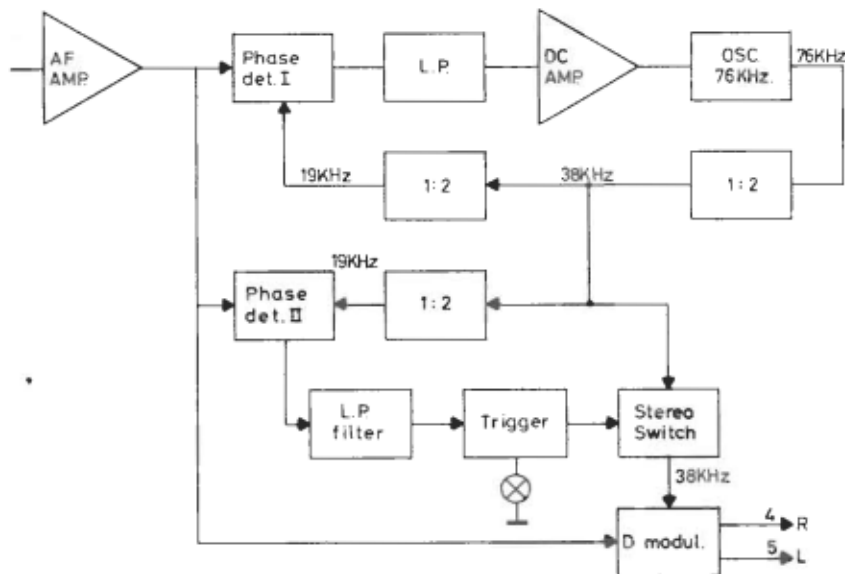 AF
AMP.
Phase
det. I
L.P.
DC
AMP.
OSC.
76KHz.
76KHz
19KHz
1:2
38KHz
1:2
19KHz
Phase
det. II
1:2
L.P.
filter
Trigger
Stereo
Switch
38KHz
D modul.
4
R
5
L